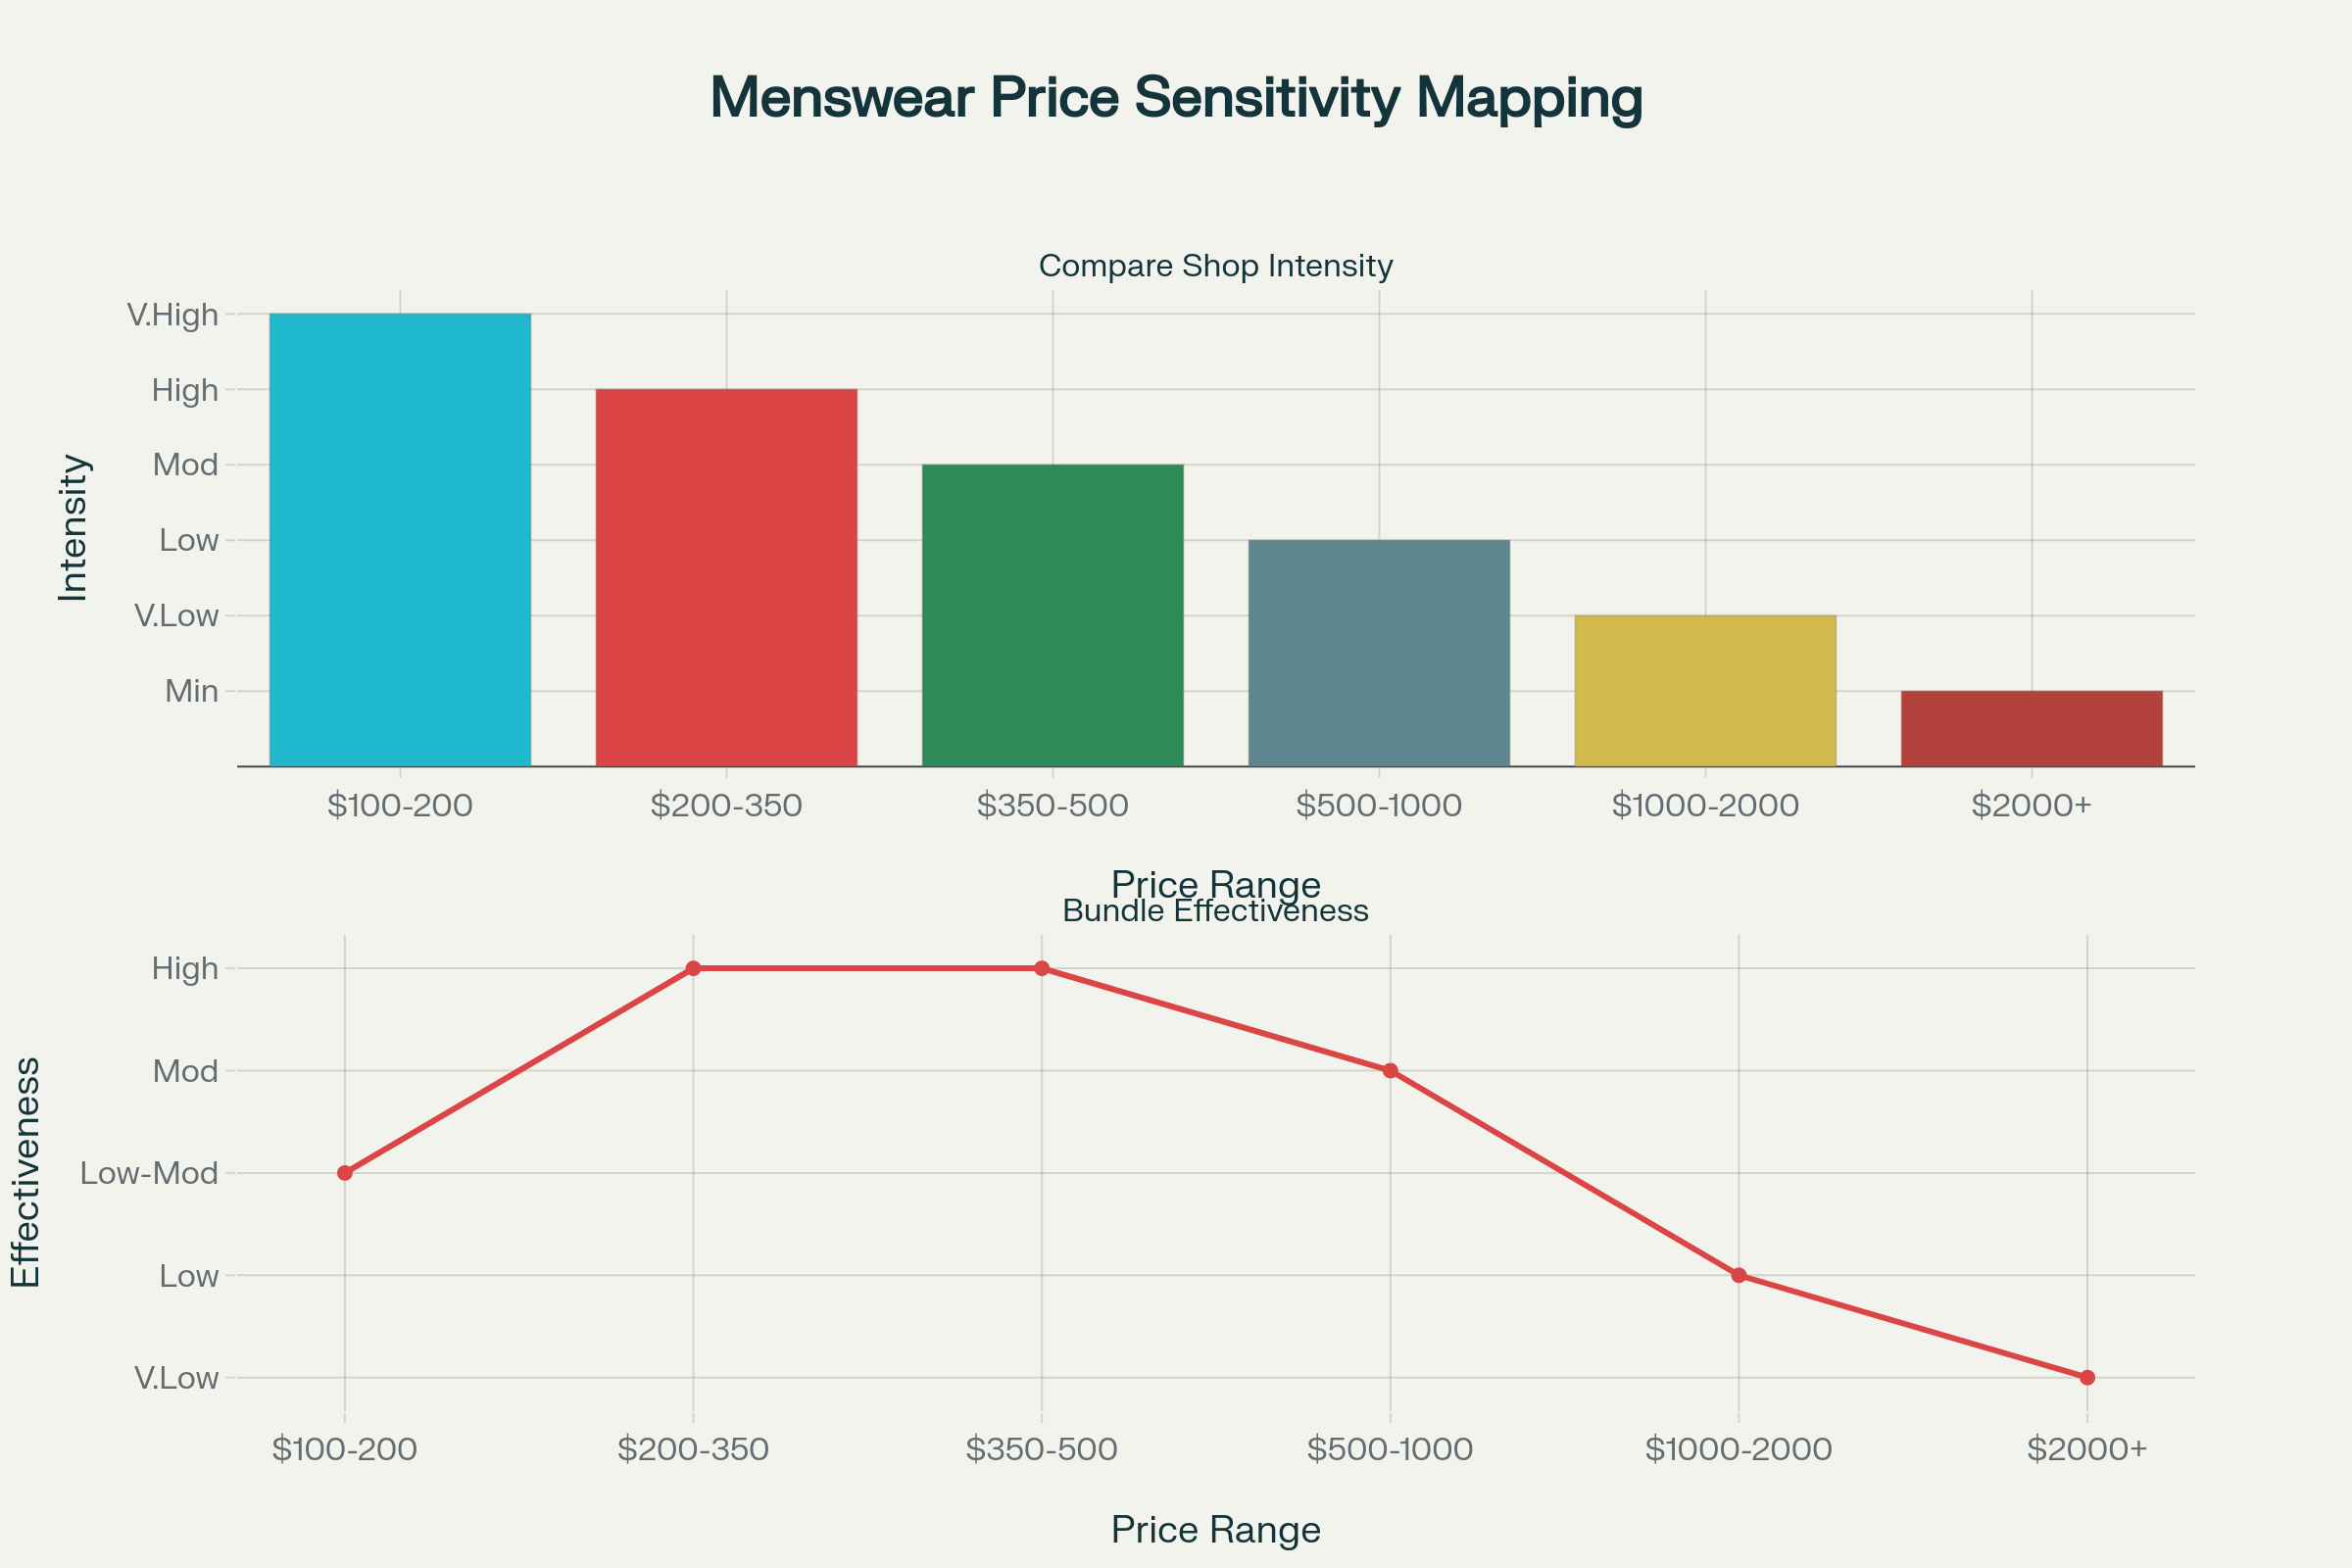 Menswear Price Sensitivity Mapping
Compare Shop Intensity
Intensity
V.High
High
Mod
Low
V.Low
Min
$100-200 $200-350 $350-500 $500-1000 $1000-2000 $2000+
Price Range
Bundle Effectiveness
Effectiveness
High
Mod
Low-Mod
Low
V.Low
$100-200 $200-350 $350-500 $500-1000 $1000-2000 $2000+
Price Range